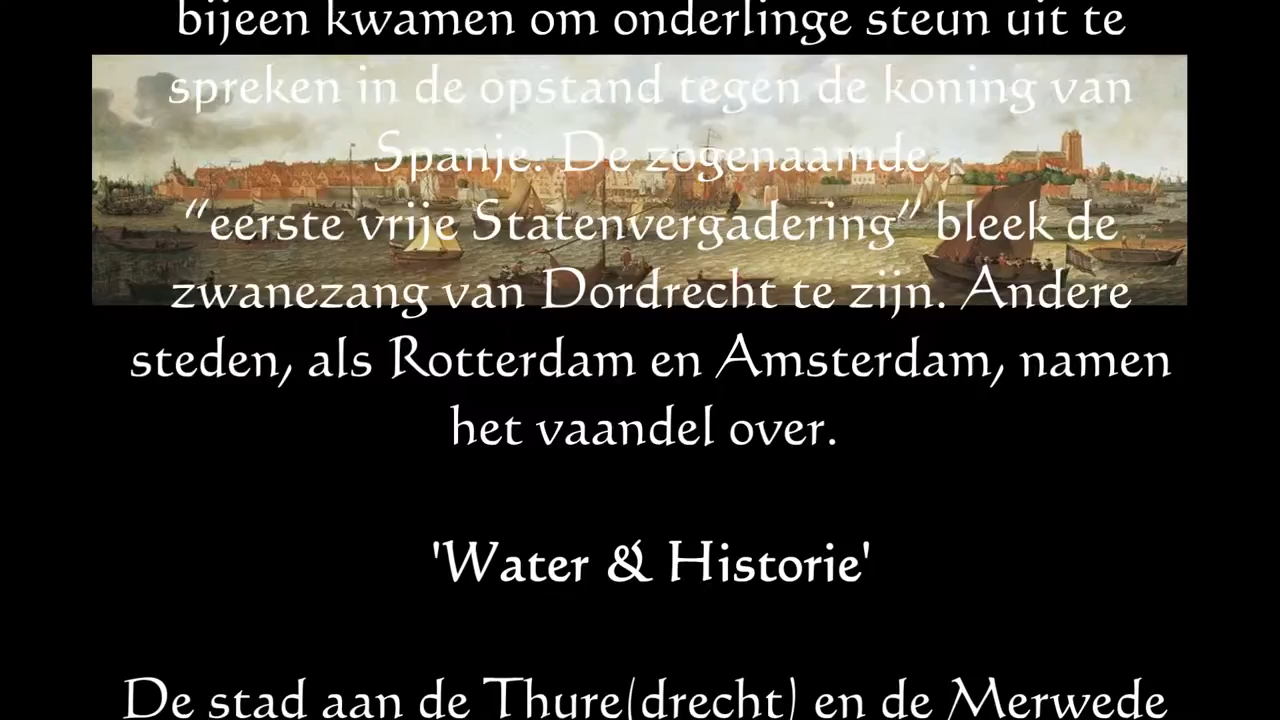 bijeen kwamen om onderlinge steun uit te
spreken in de opstand tegen de koning van
Spanje. De zogenaamde
“eerste vrije Statenvergadering” bleek de
zwanezang van Dordrecht te zijn. Andere
steden, als Rotterdam en Amsterdam, namen
het vaandel over.
'Water & Historie'
De stad aan de Thure(drecht) en de Merwede